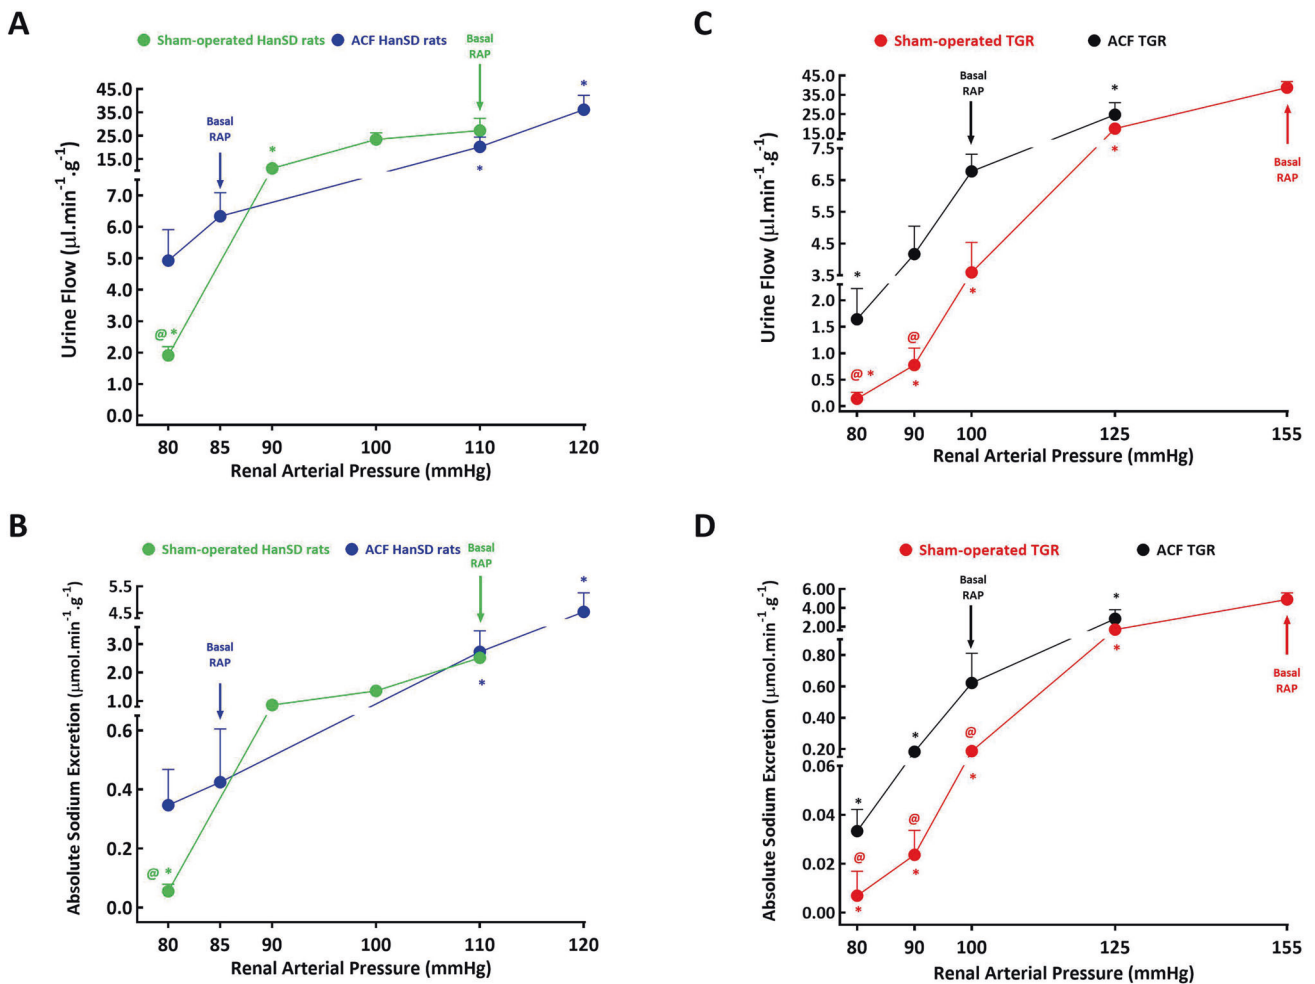 A
Sham-operated HanSD rats
ACF HanSD rats
Basal
RAP
Basal
RAP
Urine Flow (µl.min⁻¹.g⁻¹)
45.0
35.0
25.0
15.0
7.0
6.0
5.0
4.0
3.0
2.0
1.0
0.0
*
*
*
@ *
80 85 90 100 110 120
Renal Arterial Pressure (mmHg)
C
Sham-operated TGR
ACF TGR
Basal
RAP
Basal
RAP
Urine Flow (µl.min⁻¹.g⁻¹)
45.0
35.0
25.0
15.0
7.5
6.5
5.5
4.5
3.5
2.0
1.5
1.0
0.5
0.0
*
*
*
*
@
@ *
*
80 90 100 125 155
Renal Arterial Pressure (mmHg)
B
Sham-operated HanSD rats
ACF HanSD rats
Basal
RAP
Basal
RAP
Absolute Sodium Excretion (µmol.min⁻¹.g⁻¹)
5.5
4.5
3.0
2.0
1.0
0.6
0.4
0.2
0.0
*
*
@ *
80 85 90 100 110 120
Renal Arterial Pressure (mmHg)
D
Sham-operated TGR
ACF TGR
Basal
RAP
Basal
RAP
Absolute Sodium Excretion (µmol.min⁻¹.g⁻¹)
6.00
4.00
2.00
0.80
0.60
0.40
0.20
0.06
0.04
0.02
0.00
*
*
@
*
*
*
@
@
*
*
80 90 100 125 155
Renal Arterial Pressure (mmHg)